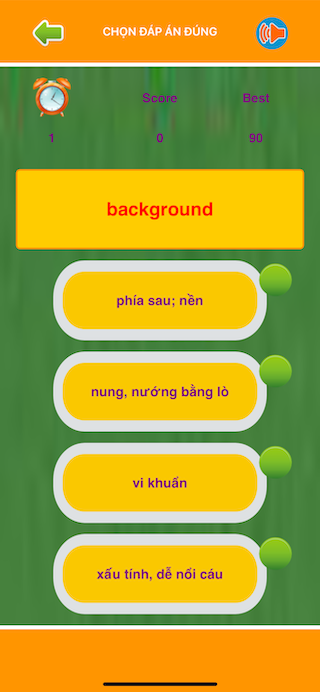 CHỌN ĐÁP ÁN ĐÚNG
Score Best
1 0 90
background
phía sau; nền
nung, nướng bằng lò
vi khuẩn
xấu tính, dễ nổi cáu